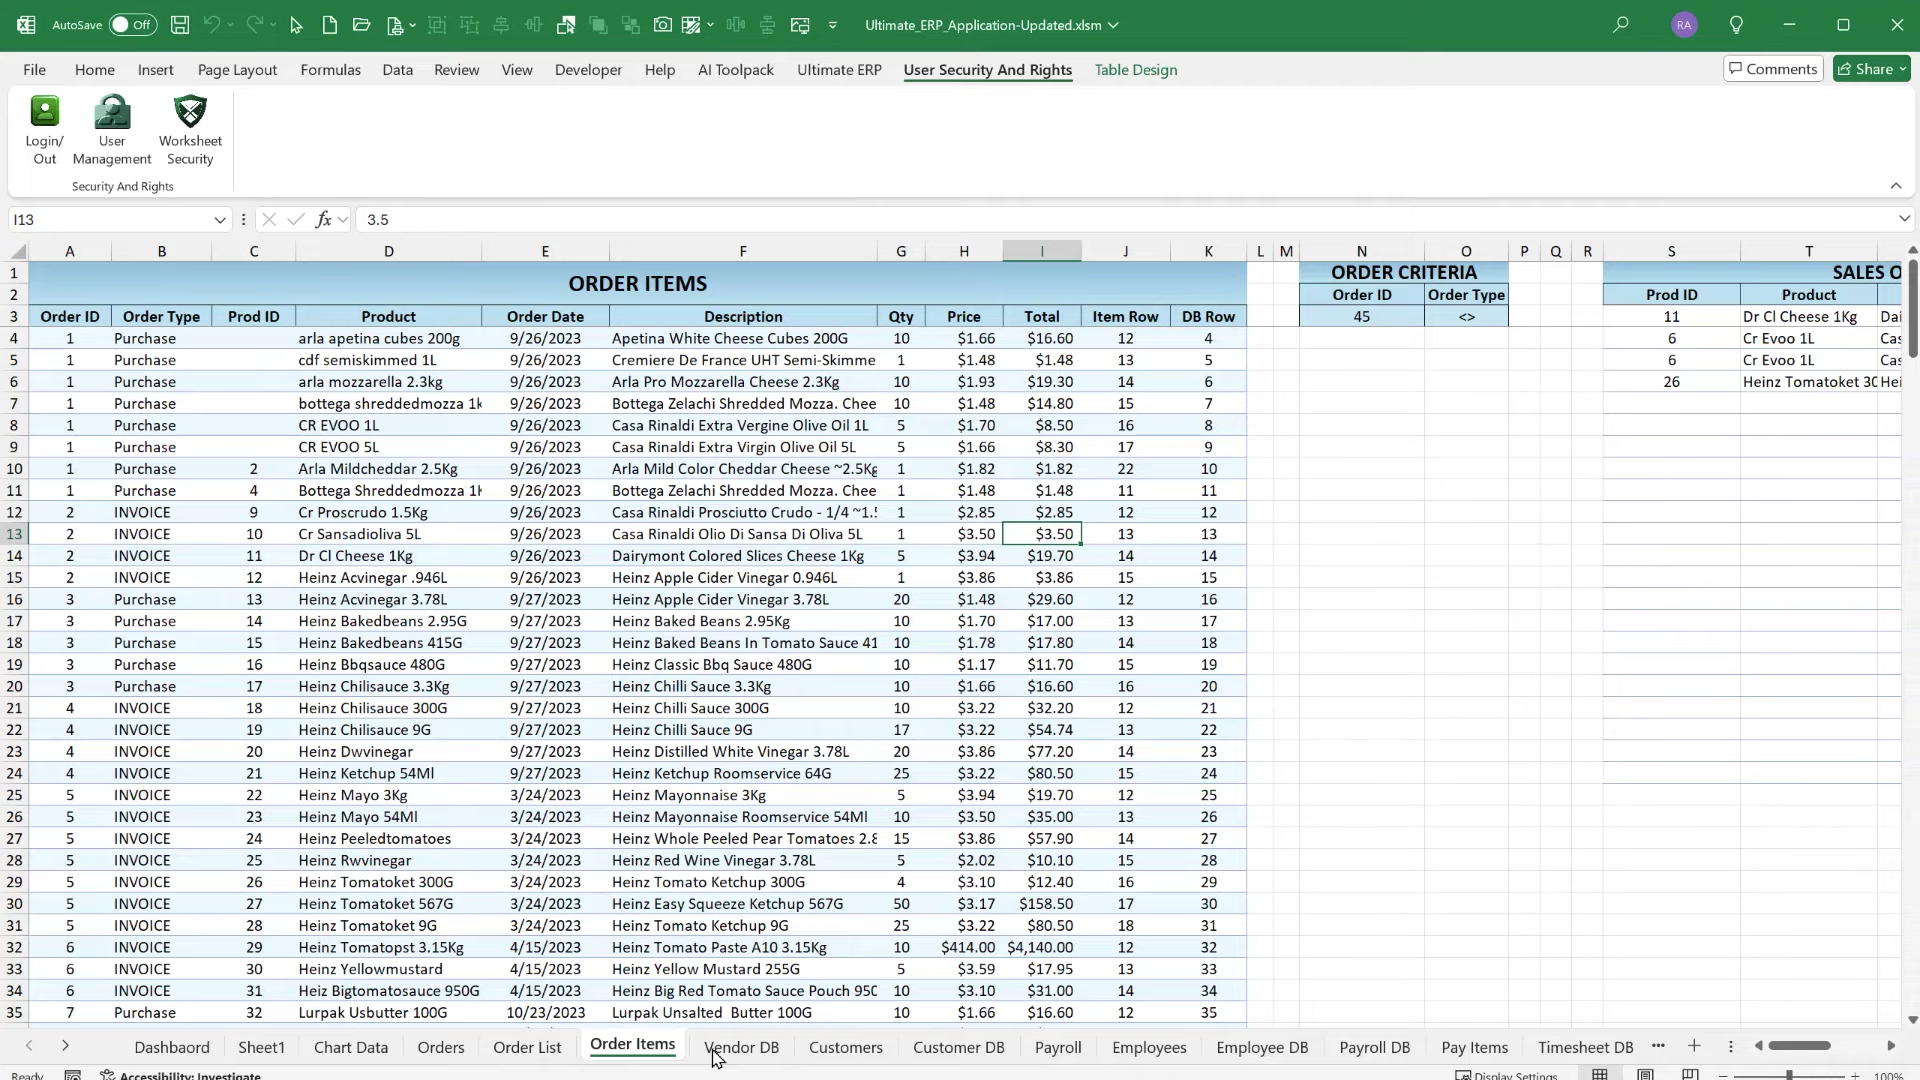 AutoSave Off Ultimate_ERP_Application-Updated.xlsm RA
File Home Insert Page Layout Formulas Data Review View Developer Help AI Toolpack Ultimate ERP User Security And Rights Table Design Comments Share
Login/ User Worksheet
Out Management Security
Security And Rights
I13 fx 3.5
A B C D E F G H I J K L M N O P Q R S T
1 ORDER ITEMS ORDER CRITERIA SALES O
2 Order ID Order Type Prod ID Product
3 Order ID Order Type Prod ID Product Order Date Description Qty Price Total Item Row DB Row 45 <> 11 Dr Cl Cheese 1Kg Dai
4 1 Purchase arla apetina cubes 200g 9/26/2023 Apetina White Cheese Cubes 200G 10 $1.66 $16.60 12 4 6 Cr Evoo 1L Cas
5 1 Purchase cdf semiskimmed 1L 9/26/2023 Cremiere De France UHT Semi-Skimme 1 $1.48 $1.48 13 5 6 Cr Evoo 1L Cas
6 1 Purchase arla mozzarella 2.3kg 9/26/2023 Arla Pro Mozzarella Cheese 2.3Kg 10 $1.93 $19.30 14 6 26 Heinz Tomatoket 30 Hei
7 1 Purchase bottega shreddedmozza 1k 9/26/2023 Bottega Zelachi Shredded Mozza. Chee 10 $1.48 $14.80 15 7
8 1 Purchase CR EVOO 1L 9/26/2023 Casa Rinaldi Extra Vergine Olive Oil 1L 5 $1.70 $8.50 16 8
9 1 Purchase CR EVOO 5L 9/26/2023 Casa Rinaldi Extra Virgin Olive Oil 5L 5 $1.66 $8.30 17 9
10 1 Purchase 2 Arla Mildcheddar 2.5Kg 9/26/2023 Arla Mild Color Cheddar Cheese ~2.5Kg 1 $1.82 $1.82 22 10
11 1 Purchase 4 Bottega Shreddedmozza 1K 9/26/2023 Bottega Zelachi Shredded Mozza. Chee 1 $1.48 $1.48 11 11
12 2 INVOICE 9 Cr Proscrudo 1.5Kg 9/26/2023 Casa Rinaldi Prosciutto Crudo - 1/4 ~1.5 1 $2.85 $2.85 12 12
13 2 INVOICE 10 Cr Sansadioliva 5L 9/26/2023 Casa Rinaldi Olio Di Sansa Di Oliva 5L 1 $3.50 $3.50 13 13
14 2 INVOICE 11 Dr Cl Cheese 1Kg 9/26/2023 Dairymont Colored Slices Cheese 1Kg 5 $3.94 $19.70 14 14
15 2 INVOICE 12 Heinz Acvinegar .946L 9/26/2023 Heinz Apple Cider Vinegar 0.946L 1 $3.86 $3.86 15 15
16 3 Purchase 13 Heinz Acvinegar 3.78L 9/27/2023 Heinz Apple Cider Vinegar 3.78L 20 $1.48 $29.60 12 16
17 3 Purchase 14 Heinz Bakedbeans 2.95G 9/27/2023 Heinz Baked Beans 2.95Kg 10 $1.70 $17.00 13 17
18 3 Purchase 15 Heinz Bakedbeans 415G 9/27/2023 Heinz Baked Beans In Tomato Sauce 41 10 $1.78 $17.80 14 18
19 3 Purchase 16 Heinz Bbqsauce 480G 9/27/2023 Heinz Classic Bbq Sauce 480G 10 $1.17 $11.70 15 19
20 3 Purchase 17 Heinz Chilisauce 3.3Kg 9/27/2023 Heinz Chilli Sauce 3.3Kg 10 $1.66 $16.60 16 20
21 4 INVOICE 18 Heinz Chilisauce 300G 9/27/2023 Heinz Chilli Sauce 300G 10 $3.22 $32.20 12 21
22 4 INVOICE 19 Heinz Chilisauce 9G 9/27/2023 Heinz Chilli Sauce 9G 17 $3.22 $54.74 13 22
23 4 INVOICE 20 Heinz Dwvinegar 9/27/2023 Heinz Distilled White Vinegar 3.78L 20 $3.86 $77.20 14 23
24 4 INVOICE 21 Heinz Ketchup 54Ml 9/27/2023 Heinz Ketchup Roomservice 64G 25 $3.22 $80.50 15 24
25 5 INVOICE 22 Heinz Mayo 3Kg 3/24/2023 Heinz Mayonnaise 3Kg 5 $3.94 $19.70 12 25
26 5 INVOICE 23 Heinz Mayo 54Ml 3/24/2023 Heinz Mayonnaise Roomservice 54Ml 10 $3.50 $35.00 13 26
27 5 INVOICE 24 Heinz Peeledtomatoes 3/24/2023 Heinz Whole Peeled Pear Tomatoes 2.8 15 $3.86 $57.90 14 27
28 5 INVOICE 25 Heinz Rwvinegar 3/24/2023 Heinz Red Wine Vinegar 3.78L 5 $2.02 $10.10 15 28
29 5 INVOICE 26 Heinz Tomatoket 300G 3/24/2023 Heinz Tomato Ketchup 300G 4 $3.10 $12.40 16 29
30 5 INVOICE 27 Heinz Tomatoket 567G 3/24/2023 Heinz Easy Squeeze Ketchup 567G 50 $3.17 $158.50 17 30
31 5 INVOICE 28 Heinz Tomatoket 9G 3/24/2023 Heinz Tomato Ketchup 9G 25 $3.22 $80.50 18 31
32 6 INVOICE 29 Heinz Tomatopst 3.15Kg 4/15/2023 Heinz Tomato Paste A10 3.15Kg 10 $414.00 $4,140.00 12 32
33 6 INVOICE 30 Heinz Yellowmustard 4/15/2023 Heinz Yellow Mustard 255G 5 $3.59 $17.95 13 33
34 6 INVOICE 31 Heiz Bigtomatosauce 950G 4/15/2023 Heinz Big Red Tomato Sauce Pouch 950 10 $3.10 $31.00 14 34
35 7 Purchase 32 Lurpak Usbutter 100G 10/23/2023 Lurpak Unsalted Butter 100G 10 $1.66 $16.60 12 35
Dashbaord Sheet1 Chart Data Orders Order List Order Items Vendor DB Customers Customer DB Payroll Employees Employee DB Payroll DB Pay Items Timesheet DB
Ready Accessibility: Investigate Display Settings 100%